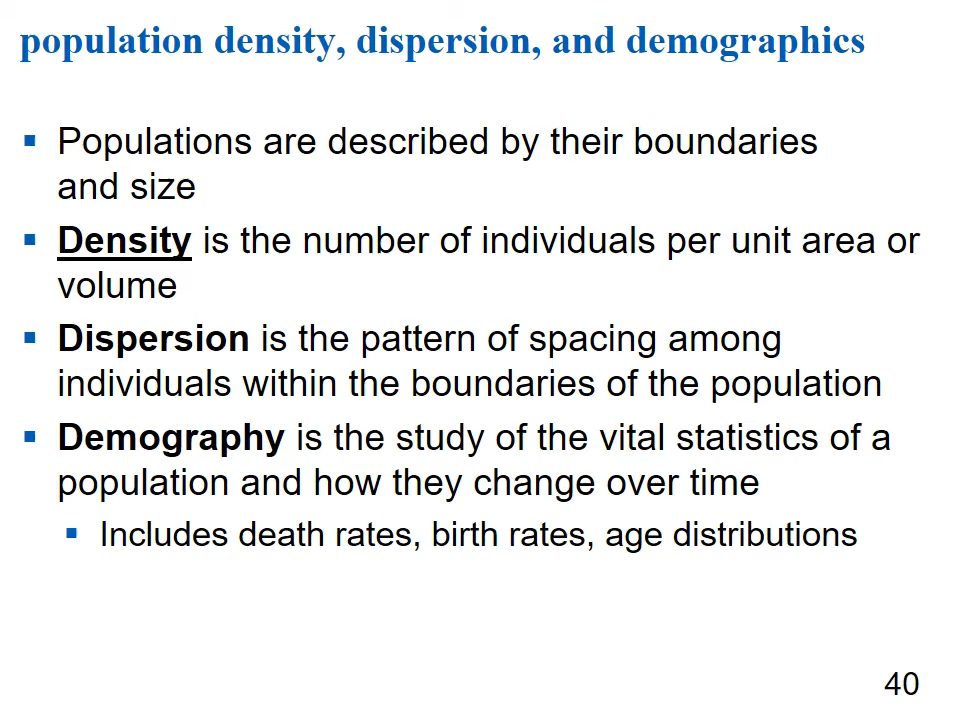 population density, dispersion, and demographics
▪ Populations are described by their boundaries
and size
▪ Density is the number of individuals per unit area or
volume
▪ Dispersion is the pattern of spacing among
individuals within the boundaries of the population
▪ Demography is the study of the vital statistics of a
population and how they change over time
▪ Includes death rates, birth rates, age distributions
40